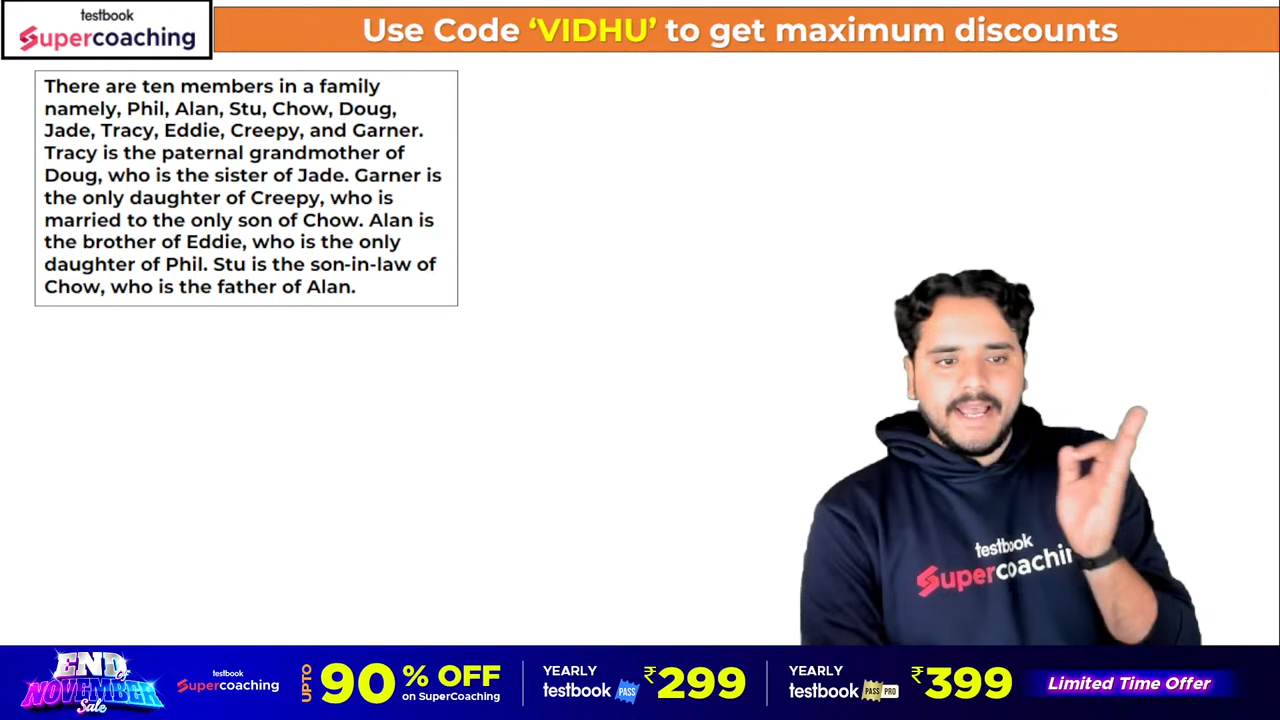 testbook
Supercoaching
Use Code ‘VIDHU’ to get maximum discounts
There are ten members in a family
namely, Phil, Alan, Stu, Chow, Doug,
Jade, Tracy, Eddie, Creepy, and Garner.
Tracy is the paternal grandmother of
Doug, who is the sister of Jade. Garner is
the only daughter of Creepy, who is
married to the only son of Chow. Alan is
the brother of Eddie, who is the only
daughter of Phil. Stu is the son-in-law of
Chow, who is the father of Alan.
testbook
Supercoachin
END of
NOVEMBER
Sale
testbook
Supercoaching
UPTO 90% OFF
on SuperCoaching
YEARLY
testbook PASS
₹299
YEARLY
testbook PASS PRO
₹399
Limited Time Offer